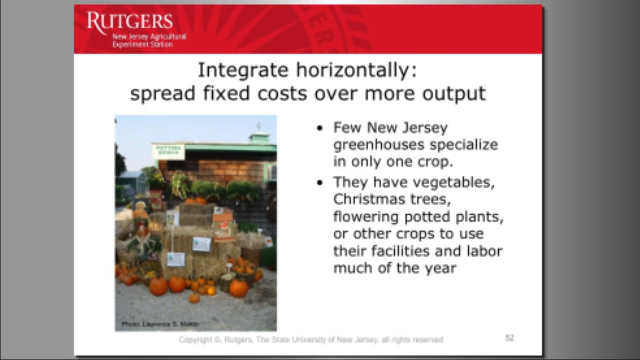 RUTGERS
New Jersey Agricultural
Experiment Station
Integrate horizontally:
spread fixed costs over more output
POTTING
BENCH
• Few New Jersey
greenhouses specialize
in only one crop.
• They have vegetables,
Christmas trees,
flowering potted plants,
or other crops to use
their facilities and labor
much of the year
Photo: Lawrence S. Martin
Copyright ©, Rutgers, The State University of New Jersey, all rights reserved
52